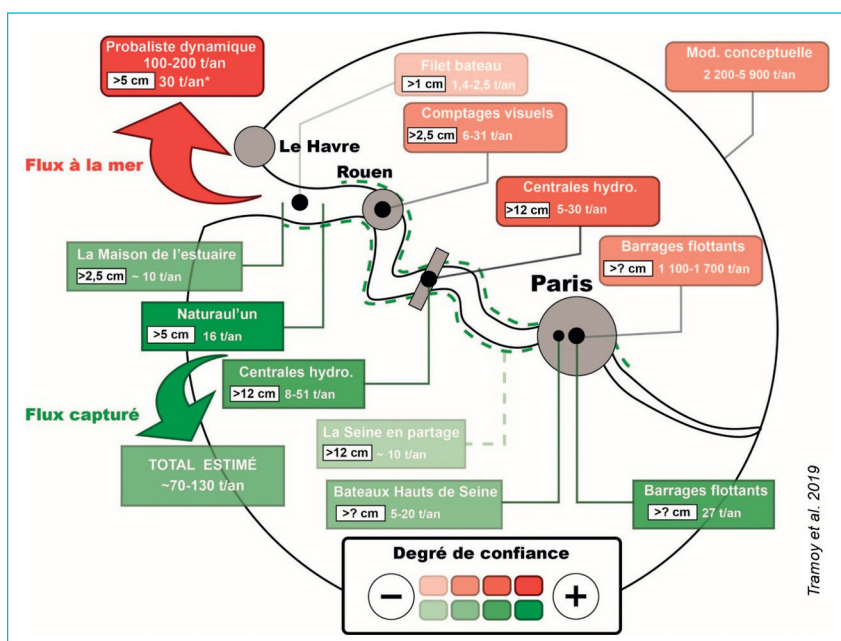 Probaliste dynamique
100-200 t/an
>5 cm 30 t/an*
Filet bateau
>1 cm 1,4-2,5 t/an
Mod. conceptuelle
2 200-5 900 t/an
Comptages visuels
>2,5 cm 6-31 t/an
Le Havre
Flux à la mer
Rouen
Centrales hydro.
>12 cm 5-30 t/an
Barrages flottants
>? cm 1 100-1 700 t/an
La Maison de l'estuaire
>2,5 cm ~ 10 t/an
Paris
Naturaul'un
>5 cm 16 t/an
Centrales hydro.
>12 cm 8-51 t/an
Flux capturé
La Seine en partage
>12 cm ~ 10 t/an
TOTAL ESTIMÉ
~70-130 t/an
Bateaux Hauts de Seine
>? cm 5-20 t/an
Barrages flottants
>? cm 27 t/an
Degré de confiance
− +
Tramoy et al. 2019